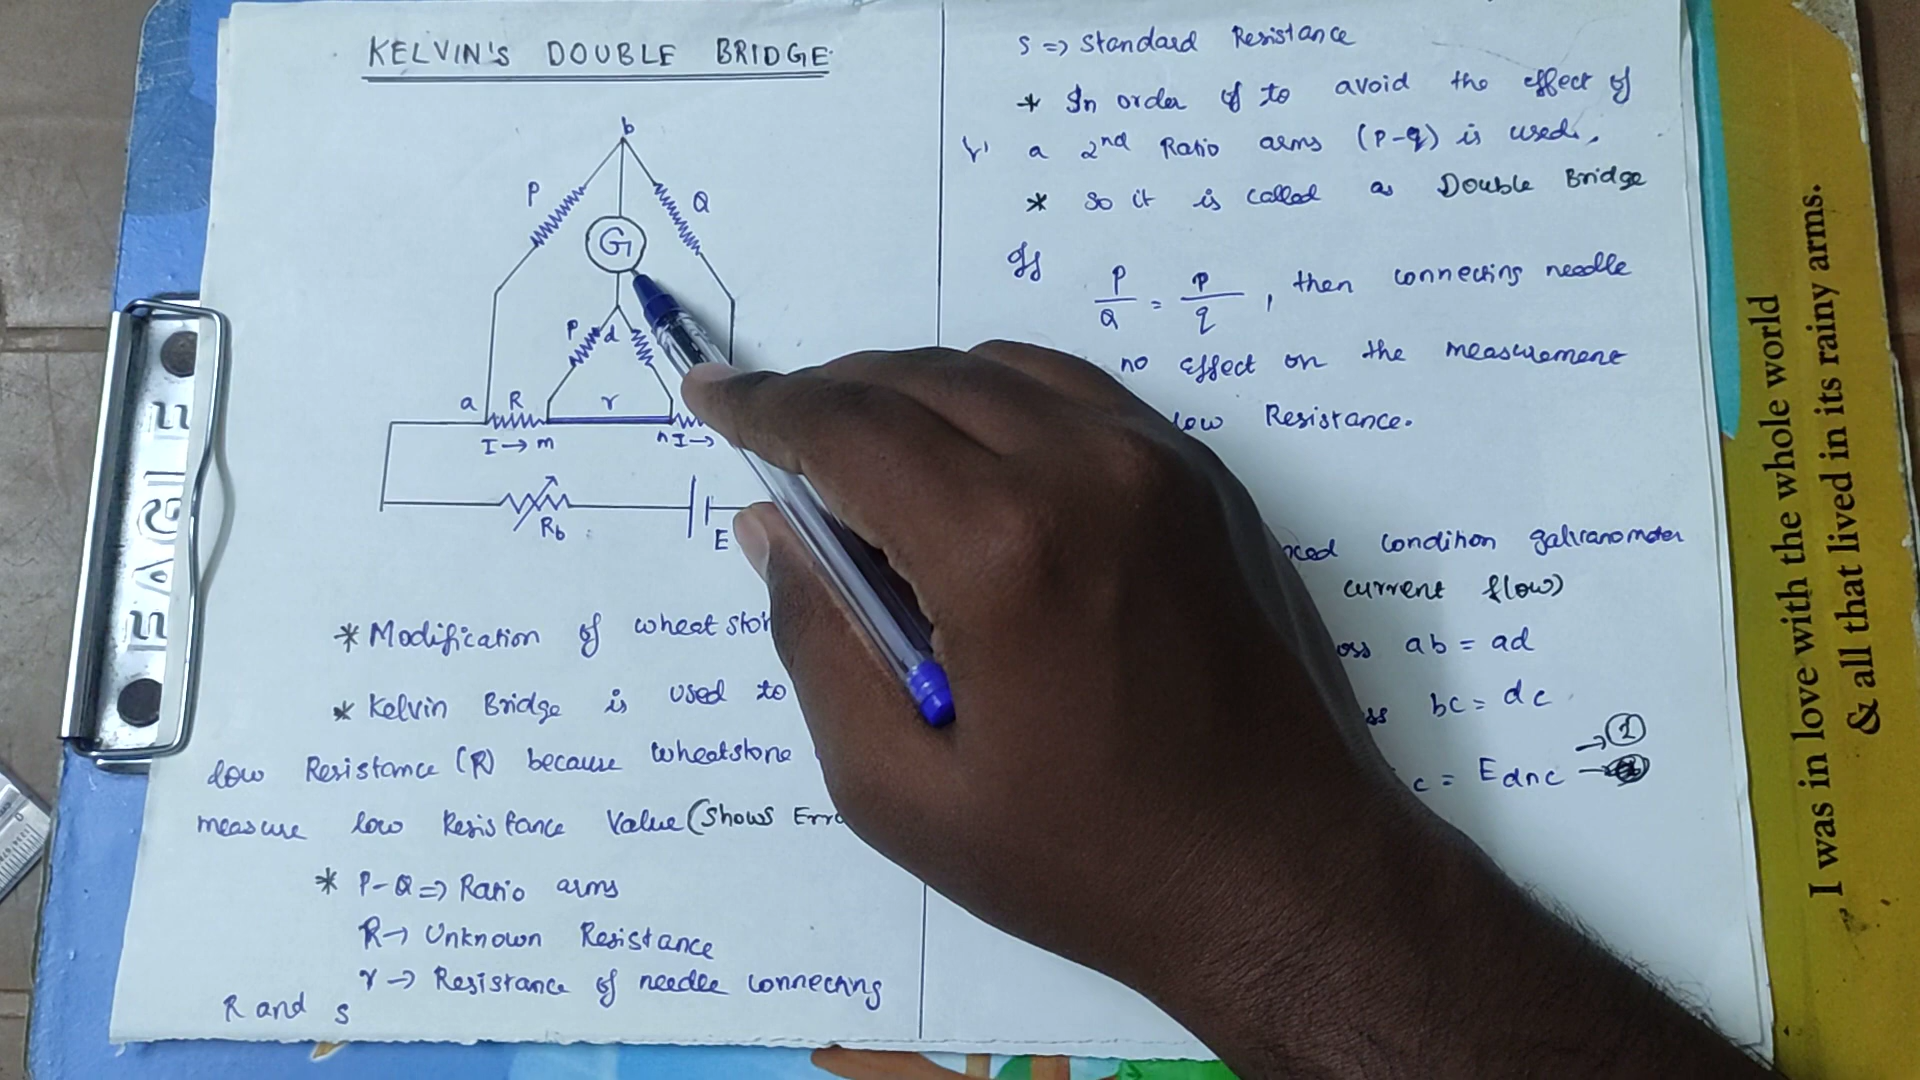 KELVIN'S DOUBLE BRIDGE
b
P
Q
G
P
d
a
R
r
I → m
n I →
Rb
E
* Modification of wheat
* Kelvin Bridge is used to
low Resistance (R) because wheatstone
measure low Resistance Value (Shows
* P-Q => Ratio arms
R → Unknown Resistance
r → Resistance of needle connecting
R and S
S => Standard Resistance
* In order of to avoid the effect of
'r' a 2nd Ratio arms (p-q) is used.
* So it is called as Double Bridge
If
P/Q = p/q, then connecting needle
no effect on the measurement
low Resistance.
condition galvanometer
current flow)
ab = ad
bc = dc
c = Ednc → 1
EAGLE
I was in love with the whole world
& all that lived in its rainy arms.